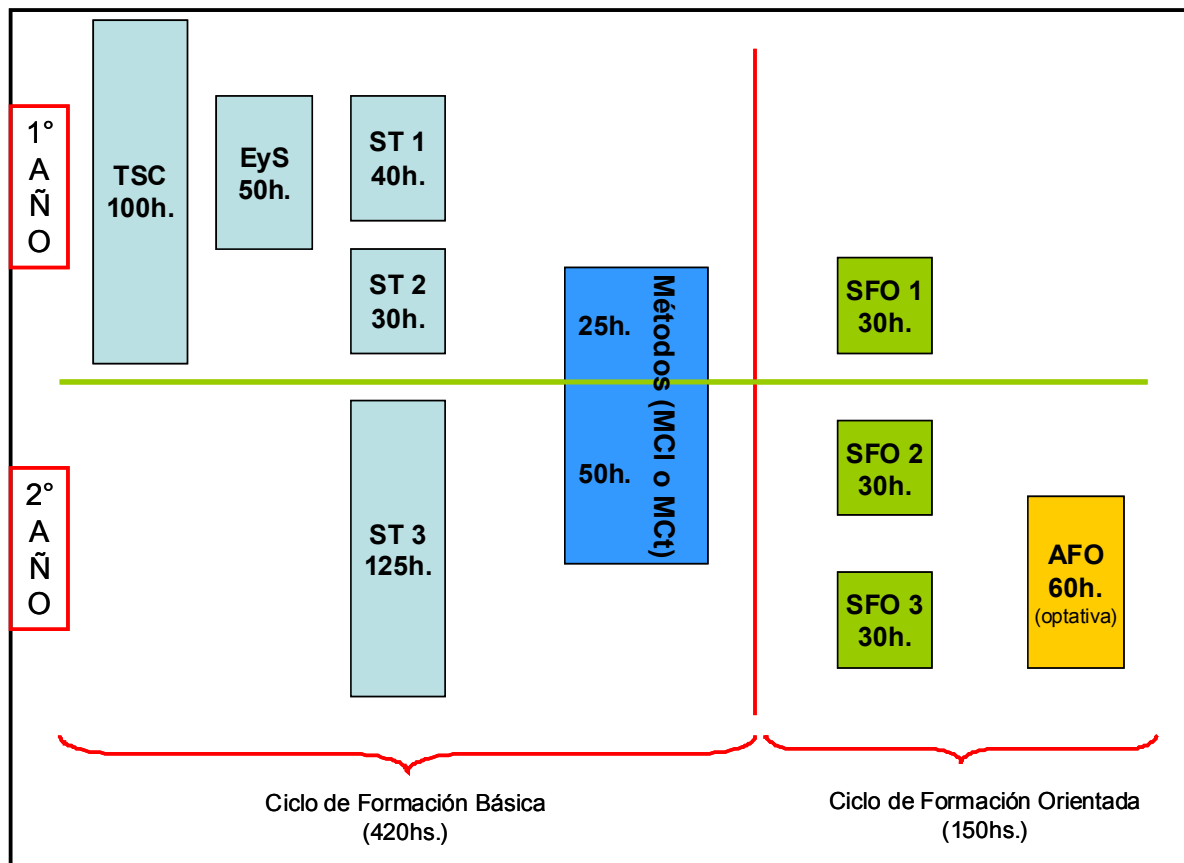 1°
A
Ñ
O
TSC
100h.
EyS
50h.
ST 1
40h.
ST 2
30h.
25h.
50h.
Métodos (MCl o MCt)
SFO 1
30h.
2°
A
Ñ
O
ST 3
125h.
SFO 2
30h.
SFO 3
30h.
AFO
60h.
(optativa)
Ciclo de Formación Básica
(420hs.)
Ciclo de Formación Orientada
(150hs.)